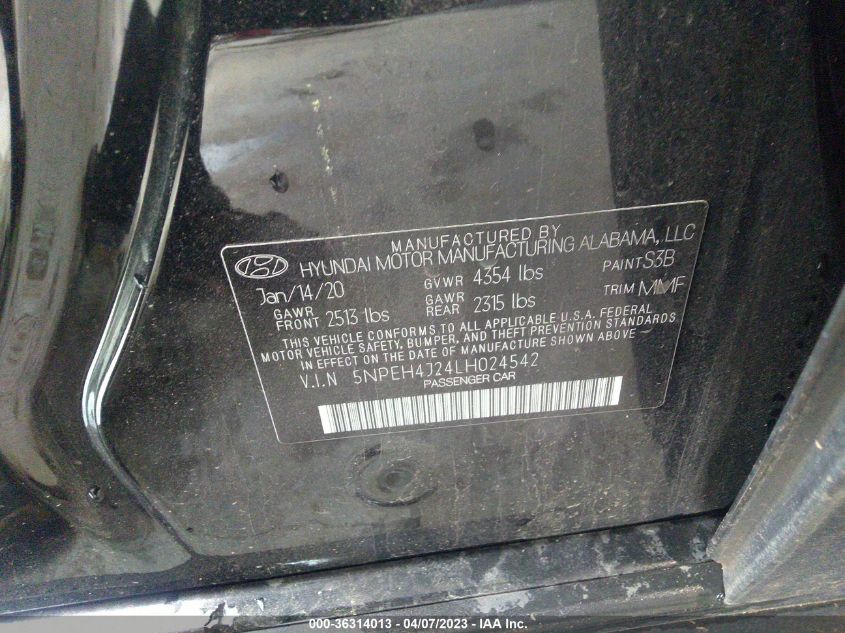 MANUFACTURED BY
HYUNDAI MOTOR MANUFACTURING ALABAMA, LLC
Jan/14/20 GVWR 4354 lbs PAINT S3B
GAWR FRONT 2513 lbs GAWR REAR 2315 lbs TRIM MMF
THIS VEHICLE CONFORMS TO ALL APPLICABLE U.S.A. FEDERAL
MOTOR VEHICLE SAFETY, BUMPER, AND THEFT PREVENTION STANDARDS
IN EFFECT ON THE DATE OF MANUFACTURE SHOWN ABOVE
V.I.N 5NPEH4J24LH024542
PASSENGER CAR
000-36314013 - 04/07/2023 - IAA Inc.